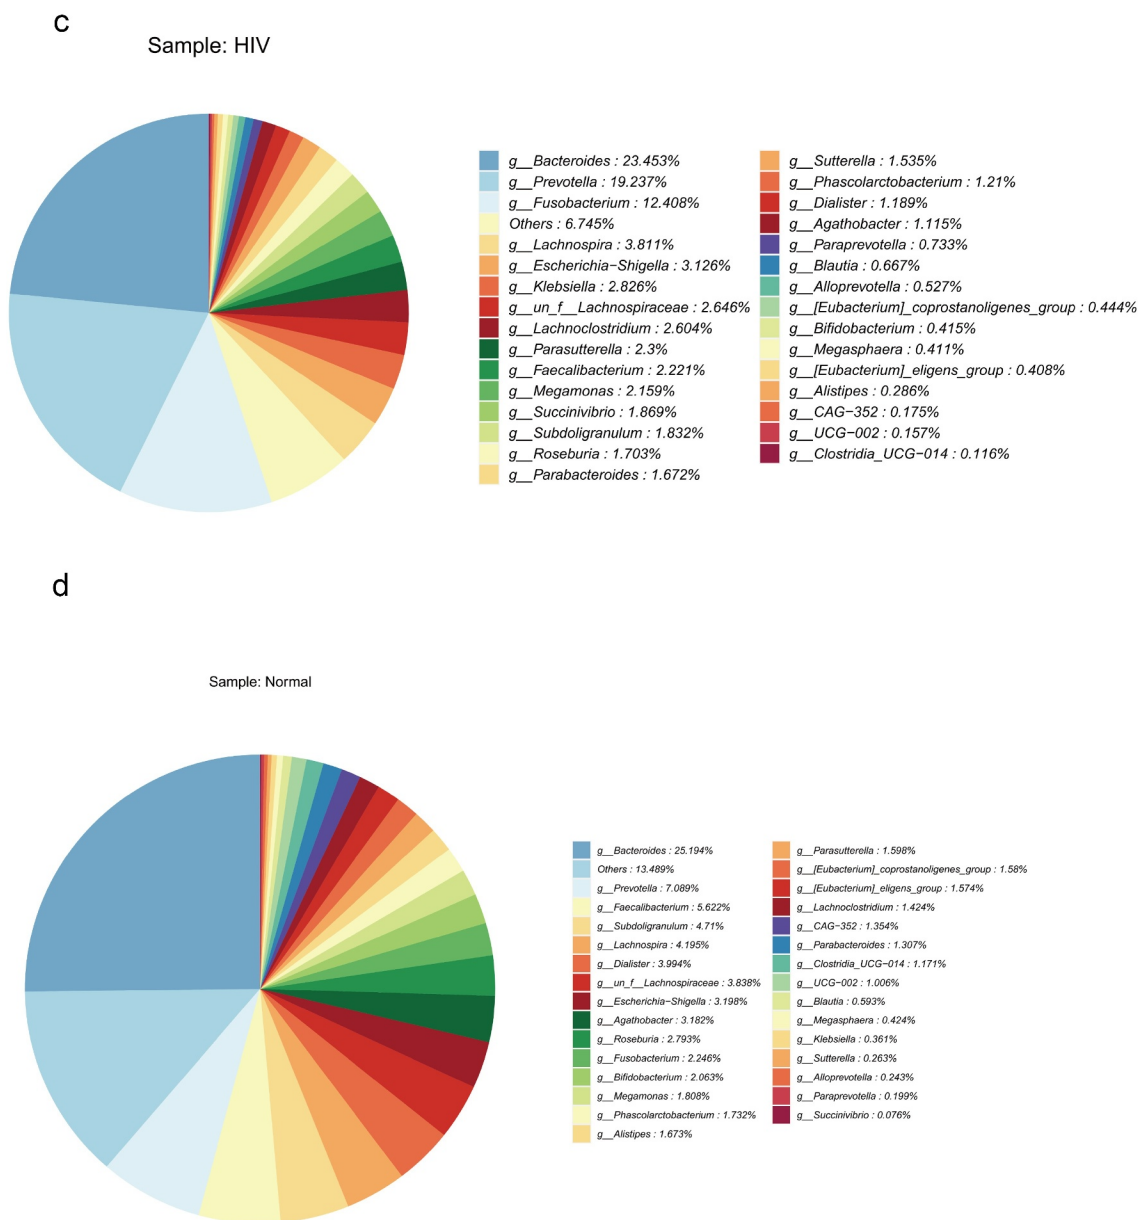 c
Sample: HIV
g__Bacteroides : 23.453%
g__Prevotella : 19.237%
g__Fusobacterium : 12.408%
Others : 6.745%
g__Lachnospira : 3.811%
g__Escherichia−Shigella : 3.126%
g__Klebsiella : 2.826%
g__un_f__Lachnospiraceae : 2.646%
g__Lachnoclostridium : 2.604%
g__Parasutterella : 2.3%
g__Faecalibacterium : 2.221%
g__Megamonas : 2.159%
g__Succinivibrio : 1.869%
g__Subdoligranulum : 1.832%
g__Roseburia : 1.703%
g__Parabacteroides : 1.672%
g__Sutterella : 1.535%
g__Phascolarctobacterium : 1.21%
g__Dialister : 1.189%
g__Agathobacter : 1.115%
g__Paraprevotella : 0.733%
g__Blautia : 0.667%
g__Alloprevotella : 0.527%
g__[Eubacterium]_coprostanoligenes_group : 0.444%
g__Bifidobacterium : 0.415%
g__Megasphaera : 0.411%
g__[Eubacterium]_eligens_group : 0.408%
g__Alistipes : 0.286%
g__CAG−352 : 0.175%
g__UCG−002 : 0.157%
g__Clostridia_UCG−014 : 0.116%
d
Sample: Normal
g__Bacteroides : 25.194%
Others : 13.489%
g__Prevotella : 7.089%
g__Faecalibacterium : 5.622%
g__Subdoligranulum : 4.71%
g__Lachnospira : 4.195%
g__Dialister : 3.994%
g__un_f__Lachnospiraceae : 3.838%
g__Escherichia−Shigella : 3.198%
g__Agathobacter : 3.182%
g__Roseburia : 2.793%
g__Fusobacterium : 2.246%
g__Bifidobacterium : 2.063%
g__Megamonas : 1.808%
g__Phascolarctobacterium : 1.732%
g__Alistipes : 1.673%
g__Parasutterella : 1.598%
g__[Eubacterium]_coprostanoligenes_group : 1.58%
g__[Eubacterium]_eligens_group : 1.574%
g__Lachnoclostridium : 1.424%
g__CAG−352 : 1.354%
g__Parabacteroides : 1.307%
g__Clostridia_UCG−014 : 1.171%
g__UCG−002 : 1.006%
g__Blautia : 0.593%
g__Megasphaera : 0.424%
g__Klebsiella : 0.361%
g__Sutterella : 0.263%
g__Alloprevotella : 0.243%
g__Paraprevotella : 0.199%
g__Succinivibrio : 0.076%